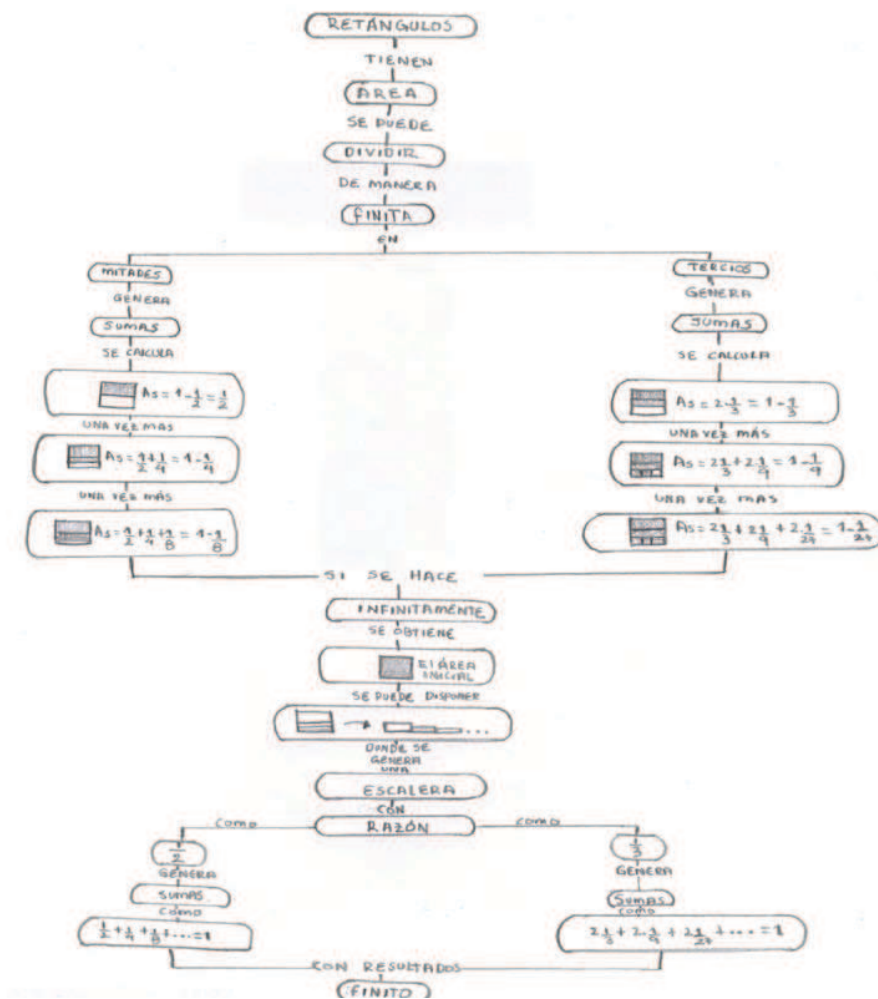 RETÁNGULOS
TIENEN
ÁREA
SE PUEDE
DIVIDIR
DE MANERA
FINITA
EN
MITADES
GENERA
SUMAS
SE CALCULA
As = 1 - 1/2 = 1/2
UNA VEZ MAS
As = 1/2 + 1/4 = 1 - 1/4
UNA VEZ MÁS
As = 1/2 + 1/4 + 1/8 = 1 - 1/8
TERCIOS
GENERA
SUMAS
SE CALCULA
As = 2·1/3 = 1 - 1/3
UNA VEZ MÁS
As = 2 1/3 + 2 1/9 = 1 - 1/9
UNA VEZ MAS
As = 2 1/3 + 2 1/9 + 2·1/27 = 1 - 1/27
SI SE HACE
INFINITAMENTE
SE OBTIENE
El ÁREA
INICIAL
SE PUEDE DISPONER
...
DONDE SE
GENERA
UNA
ESCALERA
CON
RAZÓN
COMO
1/2
GENERA
SUMAS
COMO
1/2 + 1/4 + 1/8 + ... = 1
COMO
1/3
GENERA
SUMAS
COMO
2 1/3 + 2·1/9 + 2 1/27 + ... = 1
CON RESULTADOS
FINITO